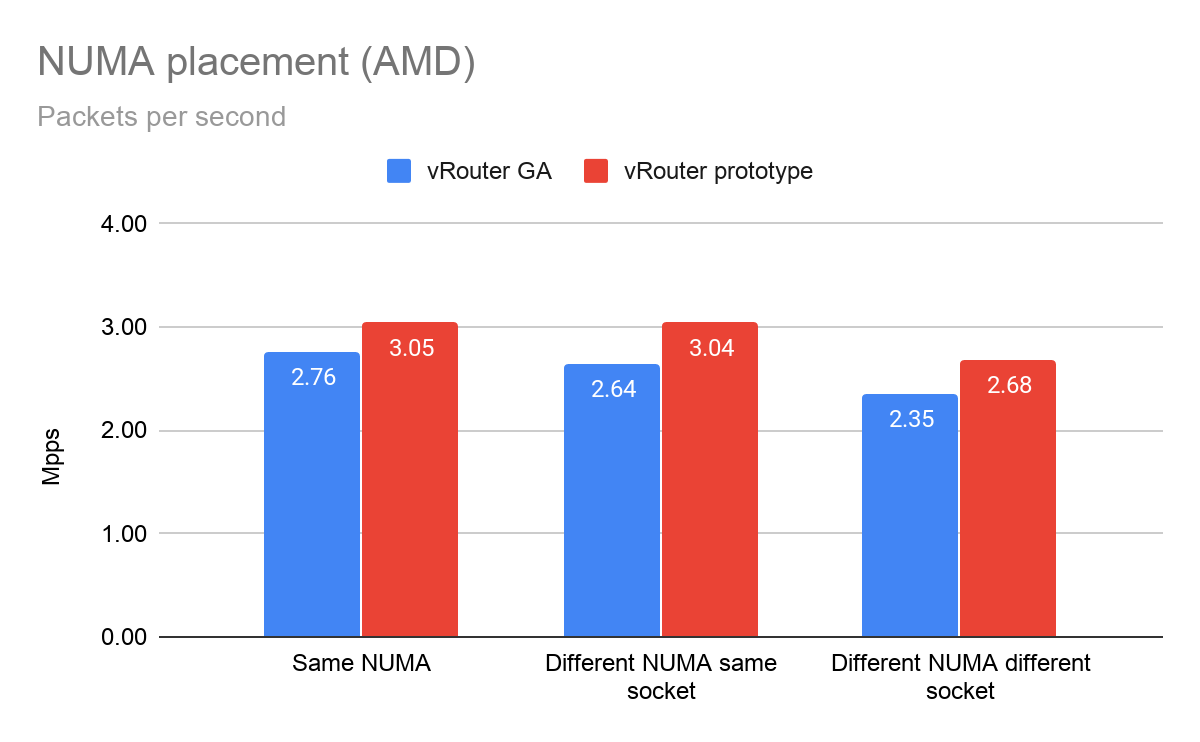 NUMA placement (AMD)
Packets per second
vRouter GA
vRouter prototype
4.00
3.00
2.00
1.00
0.00
Mpps
2.76
3.05
2.64
3.04
2.35
2.68
Same NUMA
Different NUMA same
socket
Different NUMA different
socket